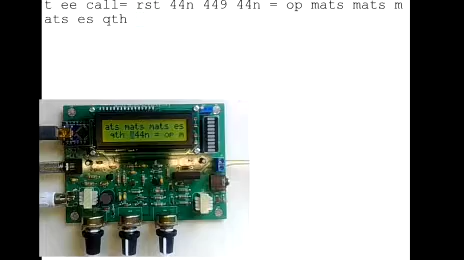 t ee call= rst 44n 449 44n = op mats mats m
ats es qth
ats mats mats es
qth 44n = op m